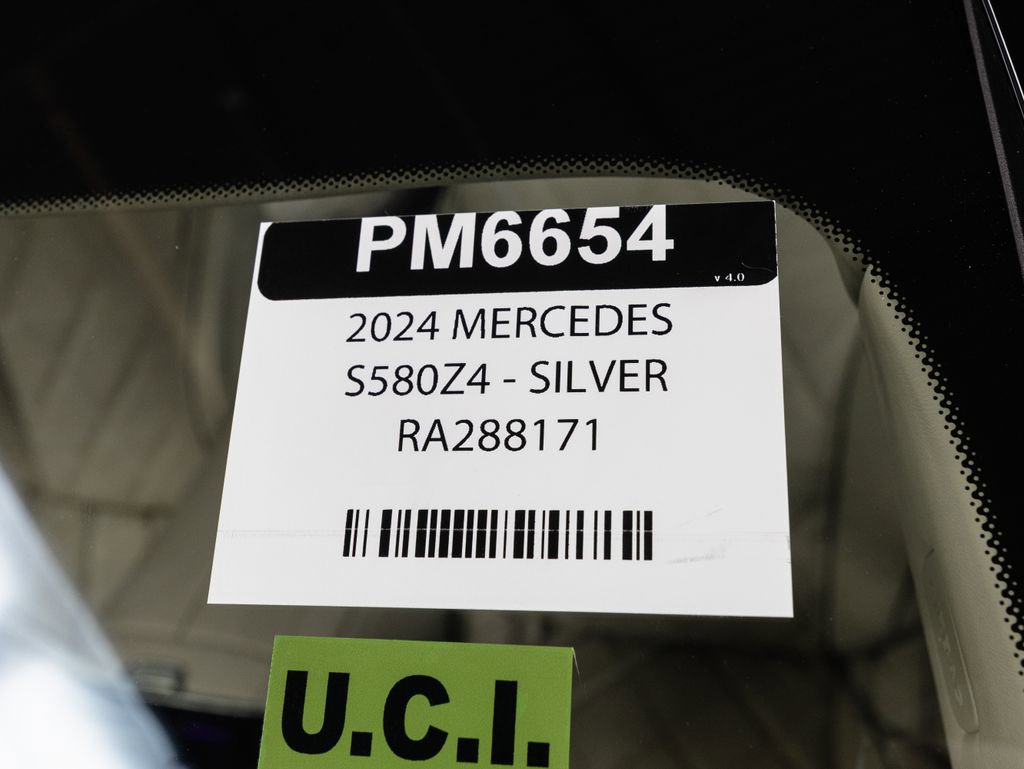 PM6654
v 4.0
2024 MERCEDES
S580Z4 - SILVER
RA288171
U.C.I.